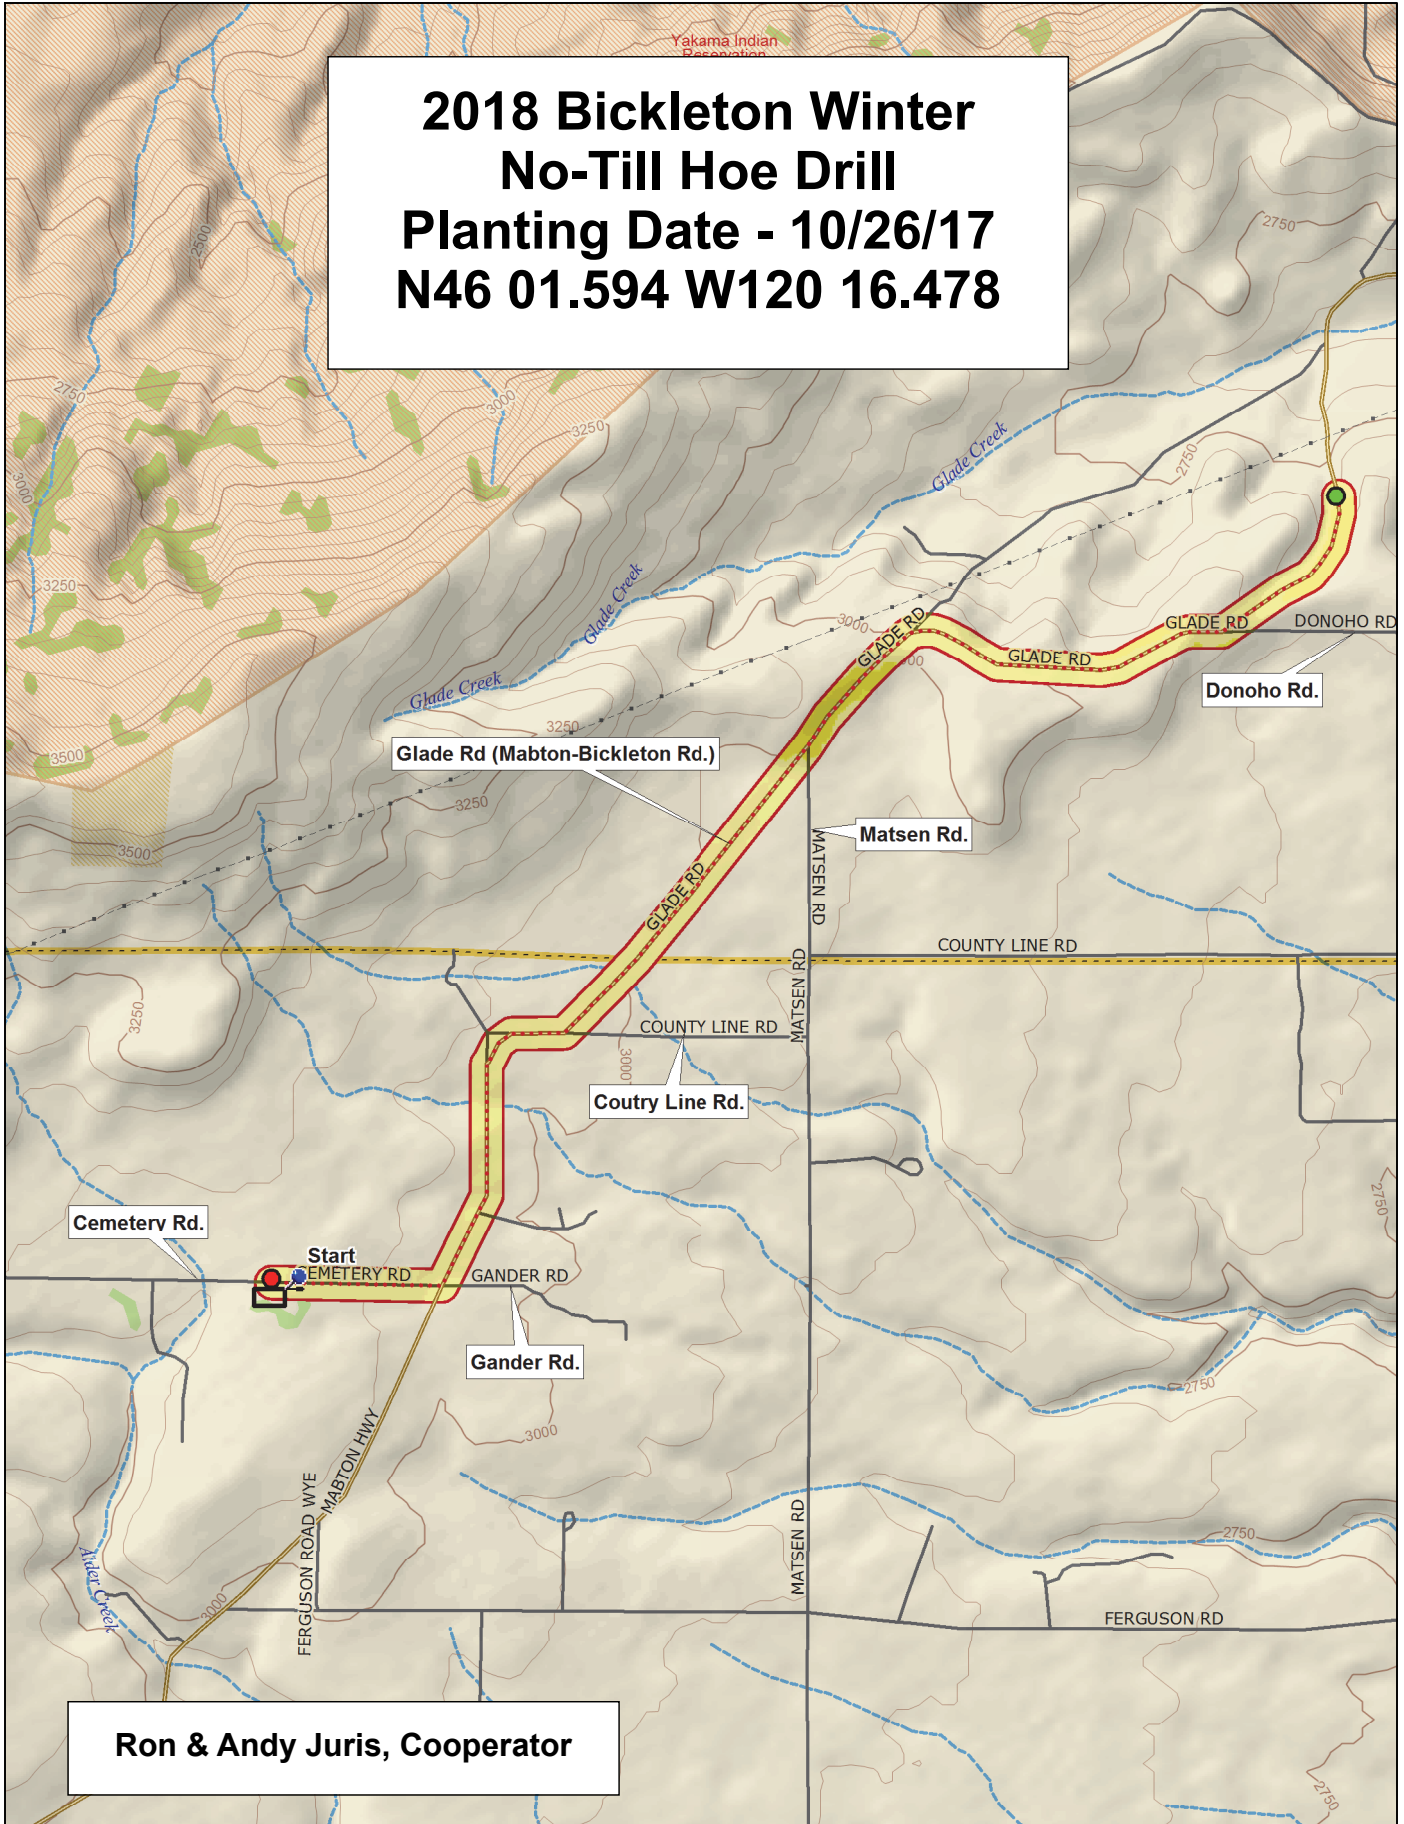 Yakama Indian
Reservation
2018 Bickleton Winter
No-Till Hoe Drill
Planting Date - 10/26/17
N46 01.594 W120 16.478
2750
2500
2750
3000
3250
Glade Creek
2750
3000
3250
Glade Creek
3000
GLADE RD
GLADE RD
DONOHO RD
GLADE RD
00
Donoho Rd.
Glade Creek
3250
3500
Glade Rd (Mabton-Bickleton Rd.)
3250
Matsen Rd.
MATSEN RD
3500
GLADE RD
COUNTY LINE RD
MATSEN RD
3250
COUNTY LINE RD
3000
Coutry Line Rd.
2750
Cemetery Rd.
Start
EMETERY RD
GANDER RD
Gander Rd.
2750
3000
MABTON HWY
FERGUSON ROAD WYE
MATSEN RD
2750
Alder Creek
3000
FERGUSON RD
Ron & Andy Juris, Cooperator
2750